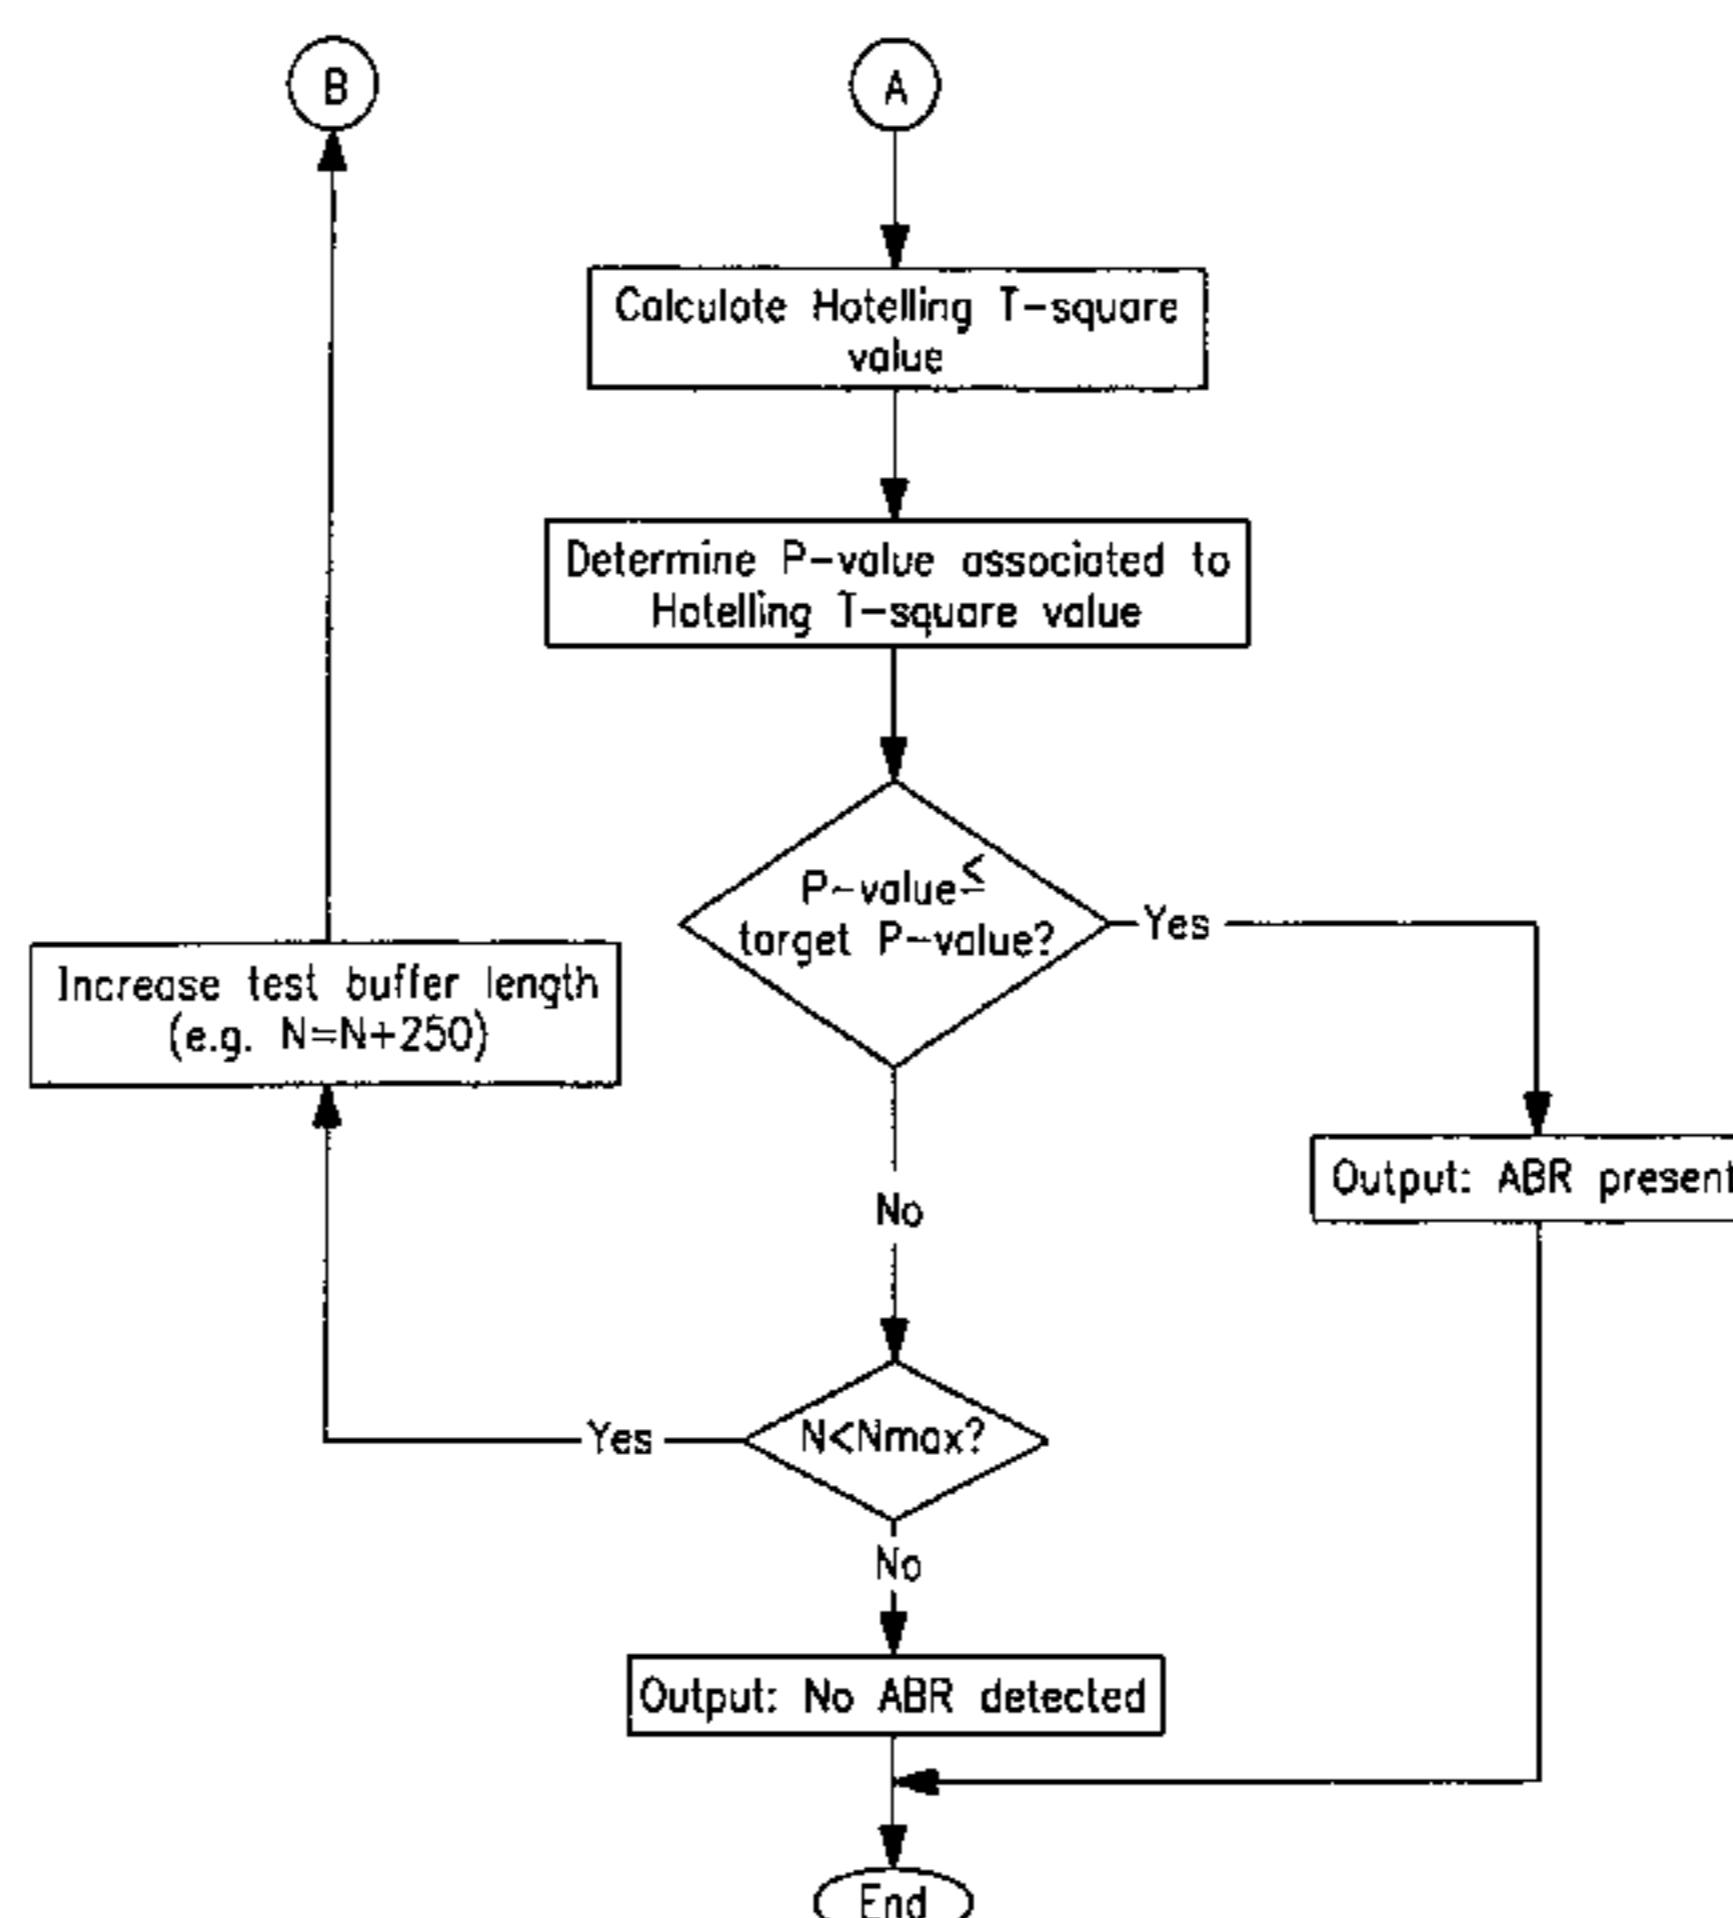 B
A
Calculate Hotelling T-square
value
Determine P-value associated to
Hotelling T-square value
P-value≤
target P-value?
Yes
Increase test buffer length
(e.g. N=N+250)
Output: ABR present
No
N<Nmax?
Yes
No
Output: No ABR detected
End